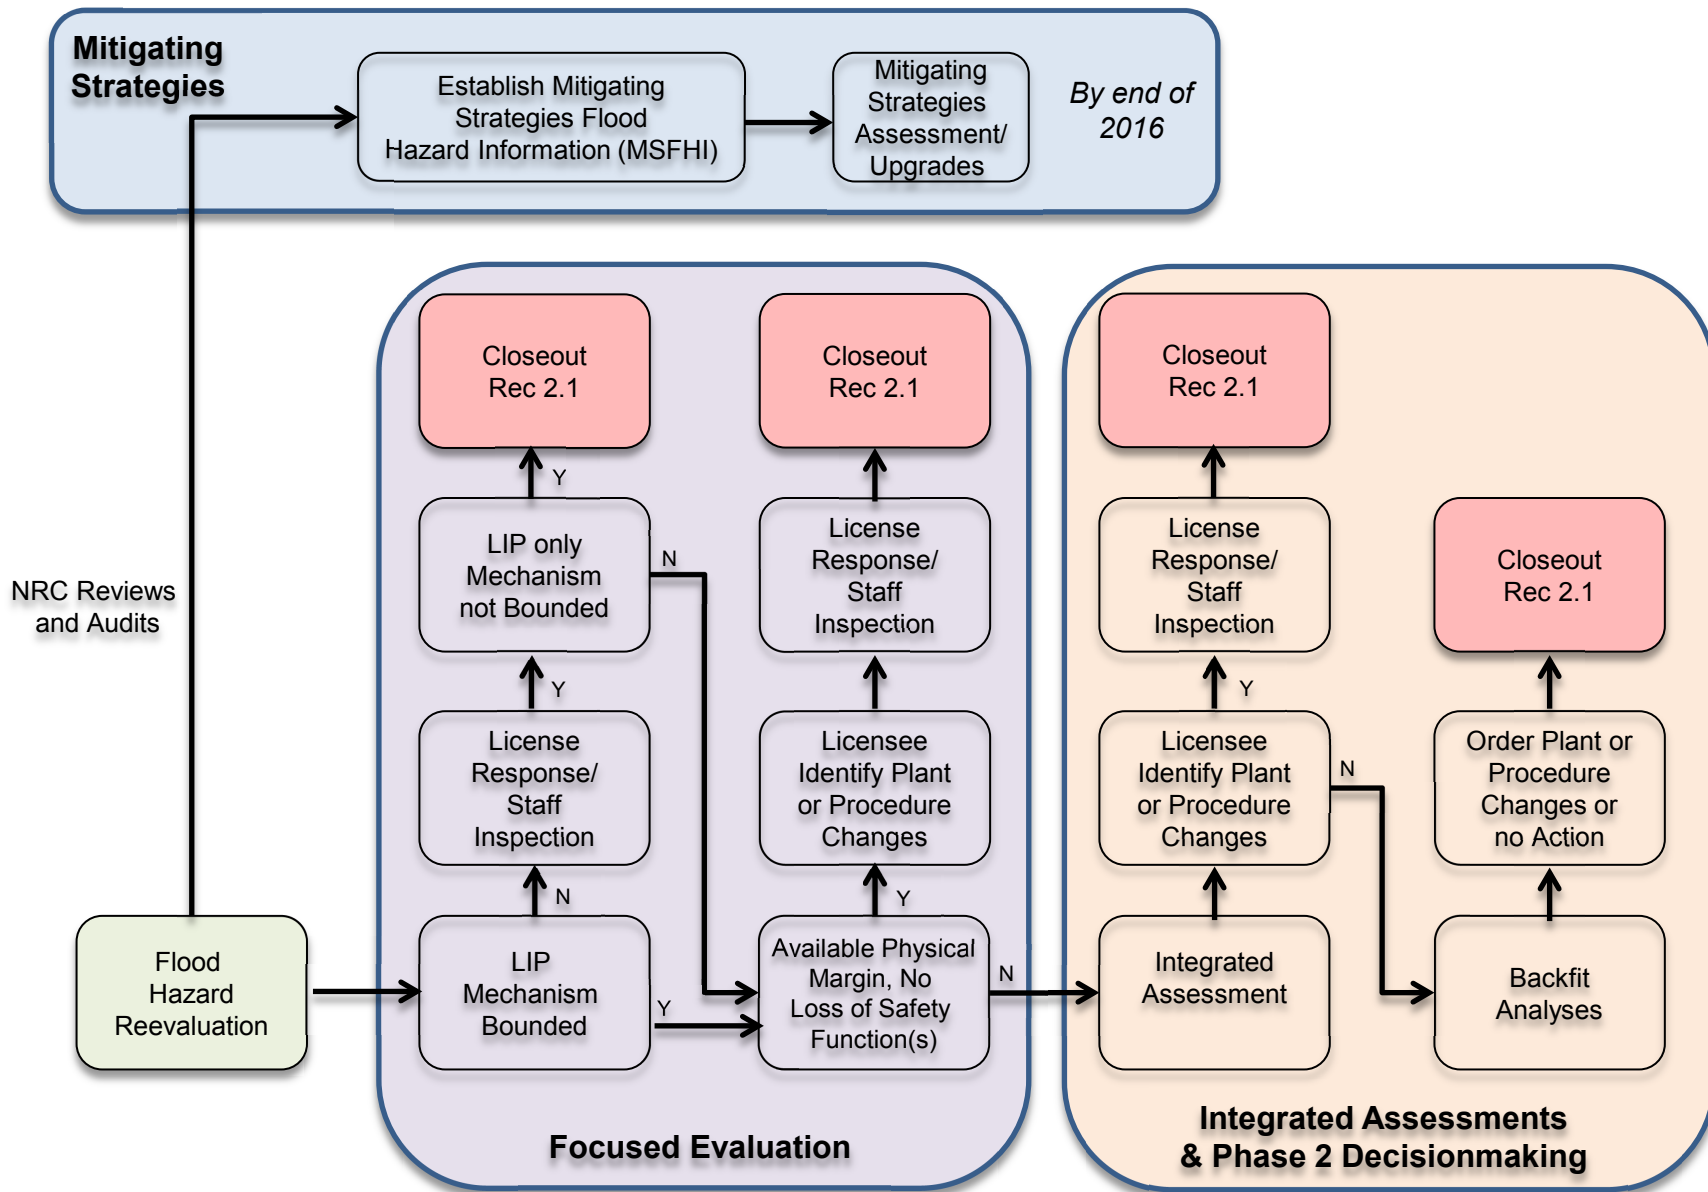 Mitigating
Strategies
Establish Mitigating
Strategies Flood
Hazard Information (MSFHI)
Mitigating
Strategies
Assessment/
Upgrades
By end of
2016
NRC Reviews
and Audits
Flood
Hazard
Reevaluation
Closeout
Rec 2.1
Y
LIP only
Mechanism
not Bounded
N
Y
License
Response/
Staff
Inspection
N
LIP
Mechanism
Bounded
Y
Closeout
Rec 2.1
License
Response/
Staff
Inspection
Licensee
Identify Plant
or Procedure
Changes
Y
Available Physical
Margin, No
Loss of Safety
Function(s)
N
Focused Evaluation
Closeout
Rec 2.1
License
Response/
Staff
Inspection
Y
Licensee
Identify Plant
or Procedure
Changes
N
Integrated
Assessment
Closeout
Rec 2.1
Order Plant or
Procedure
Changes or
no Action
Backfit
Analyses
Integrated Assessments
& Phase 2 Decisionmaking